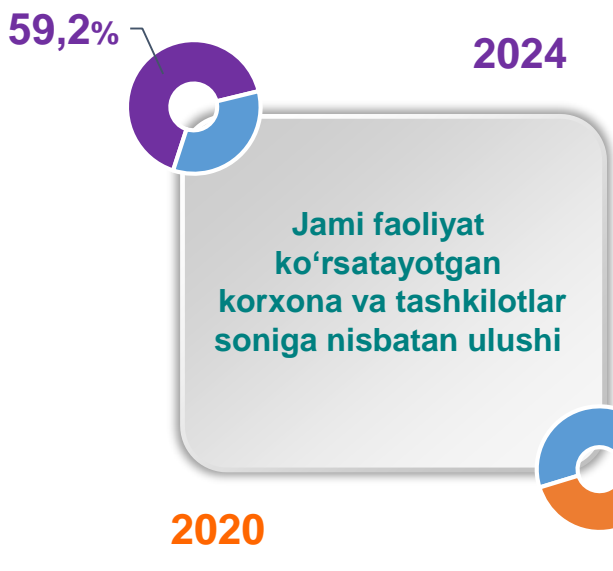 59,2%
2024
Jami faoliyat
ko‘rsatayotgan
korxona va tashkilotlar
soniga nisbatan ulushi
2020